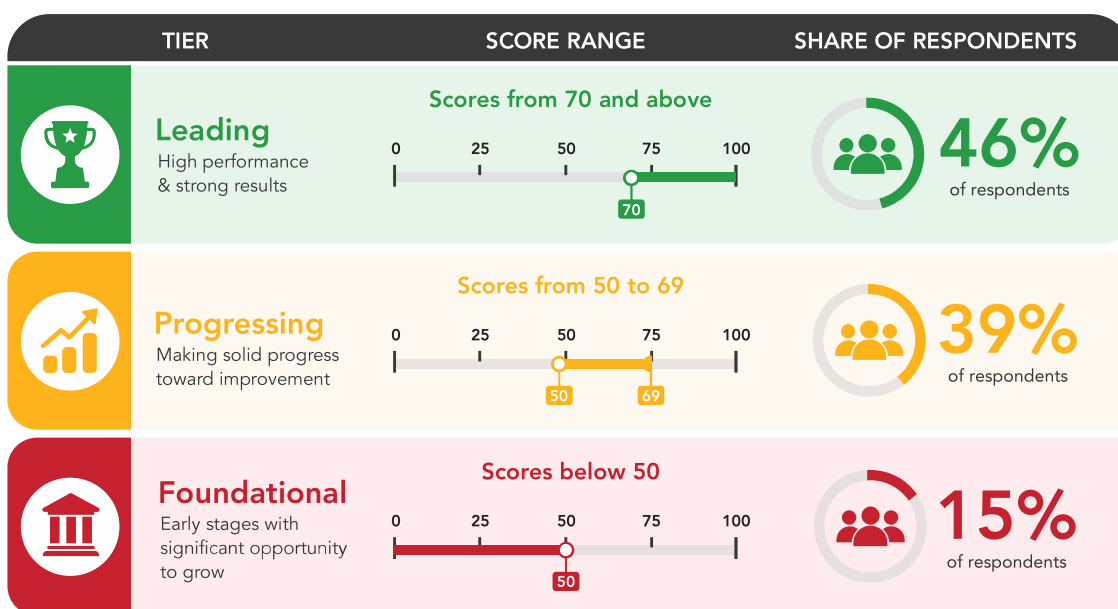 TIER SCORE RANGE SHARE OF RESPONDENTS
Scores from 70 and above
Leading
High performance
& strong results
0 25 50 75 100
70
46%
of respondents
Scores from 50 to 69
Progressing
Making solid progress
toward improvement
0 25 50 75 100
50 69
39%
of respondents
Scores below 50
Foundational
Early stages with
significant opportunity
to grow
0 25 50 75 100
50
15%
of respondents